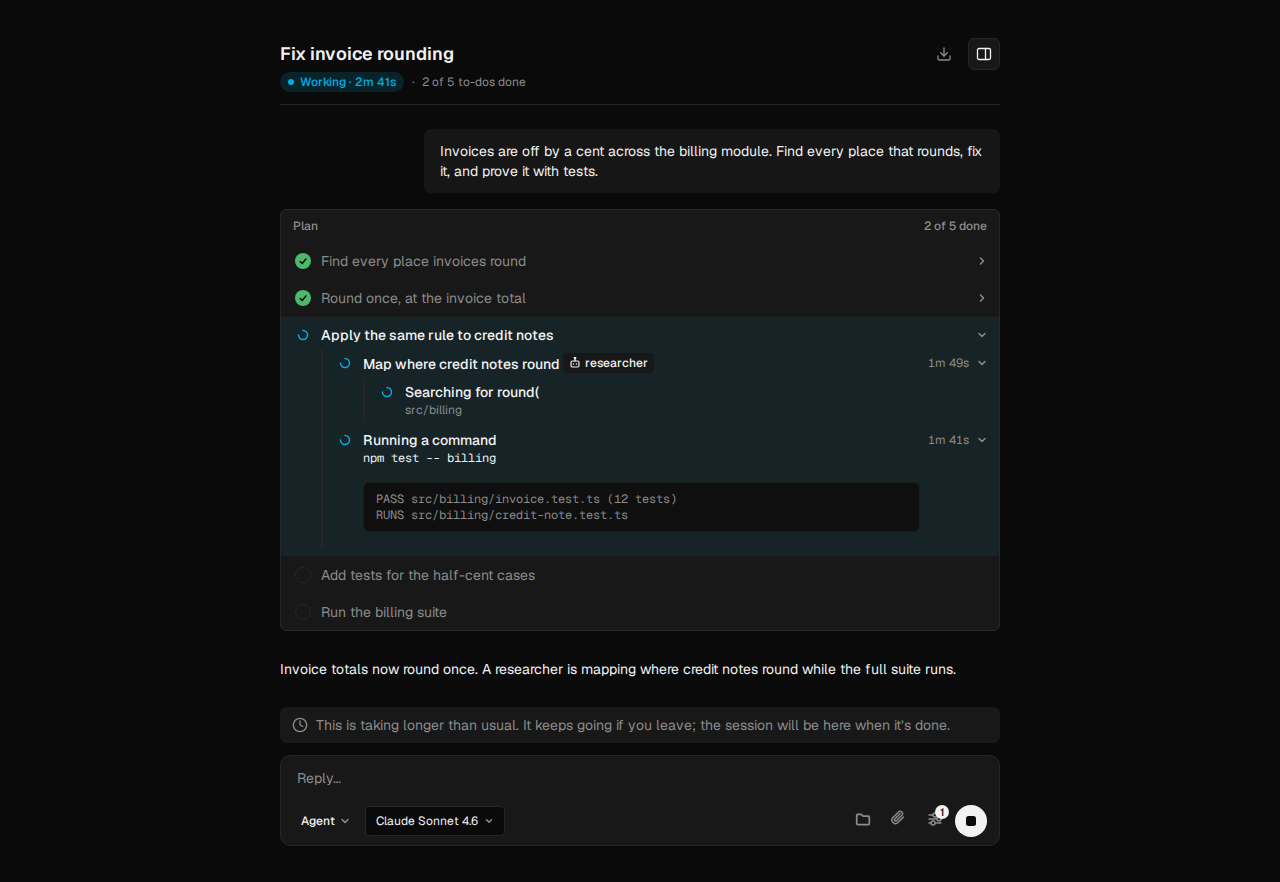 Fix invoice rounding
Working · 2m 41s · 2 of 5 to-dos done
Invoices are off by a cent across the billing module. Find every place that rounds, fix
it, and prove it with tests.
Plan 2 of 5 done
Find every place invoices round
Round once, at the invoice total
Apply the same rule to credit notes
Map where credit notes round researcher 1m 49s
Searching for round(
src/billing
Running a command 1m 41s
npm test -- billing
PASS src/billing/invoice.test.ts (12 tests)
RUNS src/billing/credit-note.test.ts
Add tests for the half-cent cases
Run the billing suite
Invoice totals now round once. A researcher is mapping where credit notes round while the full suite runs.
This is taking longer than usual. It keeps going if you leave; the session will be here when it's done.
Reply…
Agent Claude Sonnet 4.6 1